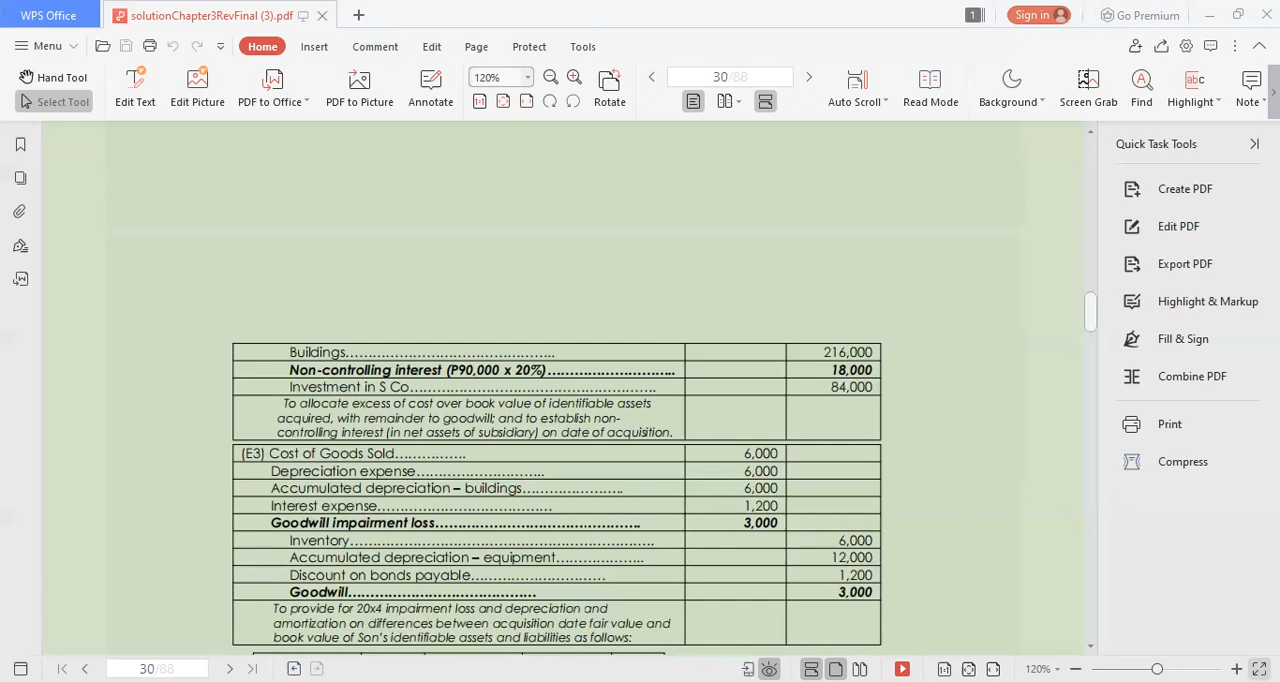 WPS Office
solutionChapter3RevFinal (3).pdf
1
Sign in
Go Premium
Menu
Home
Insert
Comment
Edit
Page
Protect
Tools
Hand Tool
Select Tool
Edit Text
Edit Picture
PDF to Office
PDF to Picture
Annotate
120%
Rotate
30/88
Auto Scroll
Read Mode
Background
Screen Grab
Find
Highlight
Note
Quick Task Tools
Create PDF
Edit PDF
Export PDF
Highlight & Markup
Fill & Sign
Combine PDF
Print
Compress
Buildings…………………………………………... 216,000
Non-controlling interest (P90,000 x 20%)……………………….. 18,000
Investment in S Co……………………………………………. 84,000
To allocate excess of cost over book value of identifiable assets
acquired, with remainder to goodwill; and to establish non-
controlling interest (in net assets of subsidiary) on date of acquisition.
(E3) Cost of Goods Sold…………….. 6,000
Depreciation expense……………………….. 6,000
Accumulated depreciation – buildings…………………. 6,000
Interest expense………………………………… 1,200
Goodwill impairment loss…………………………………….. 3,000
Inventory…………………………………………………………. 6,000
Accumulated depreciation – equipment……………….. 12,000
Discount on bonds payable………………………… 1,200
Goodwill…………………………………… 3,000
To provide for 20x4 impairment loss and depreciation and
amortization on differences between acquisition date fair value and
book value of Son's identifiable assets and liabilities as follows:
30/88
120%